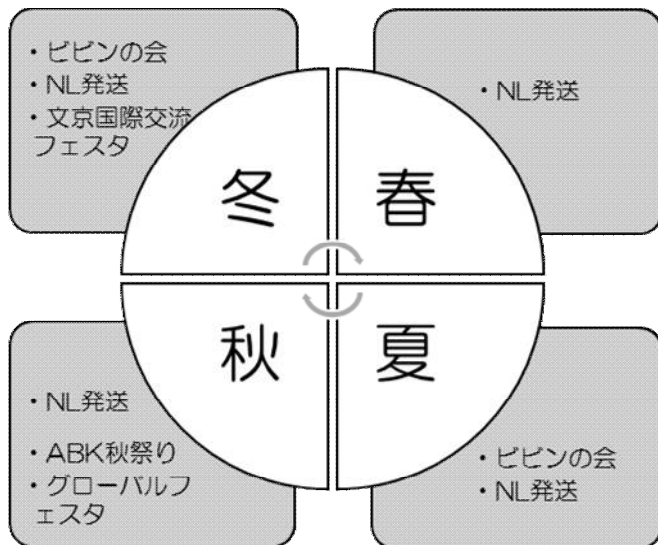 ・ビビンの会
・NL発送
・文京国際交流
フェスタ
冬
・NL発送
春
・NL発送
・ABK秋祭り
・グローバルフ
ェスタ
秋
・ビビンの会
・NL発送
夏